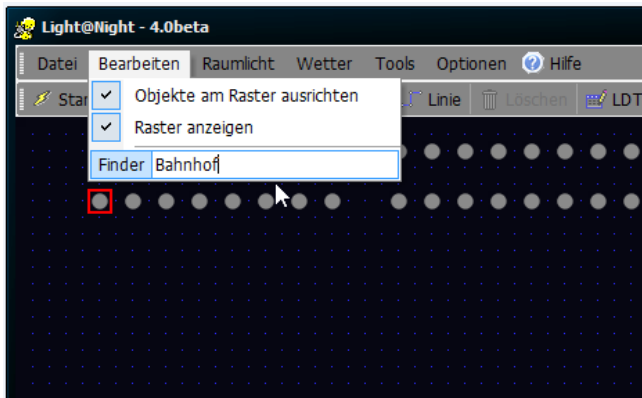 Light@Night - 4.0beta
Datei Bearbeiten Raumlicht Wetter Tools Optionen Hilfe
Star Linie Löschen LDT
Objekte am Raster ausrichten
Raster anzeigen
Finder Bahnhof